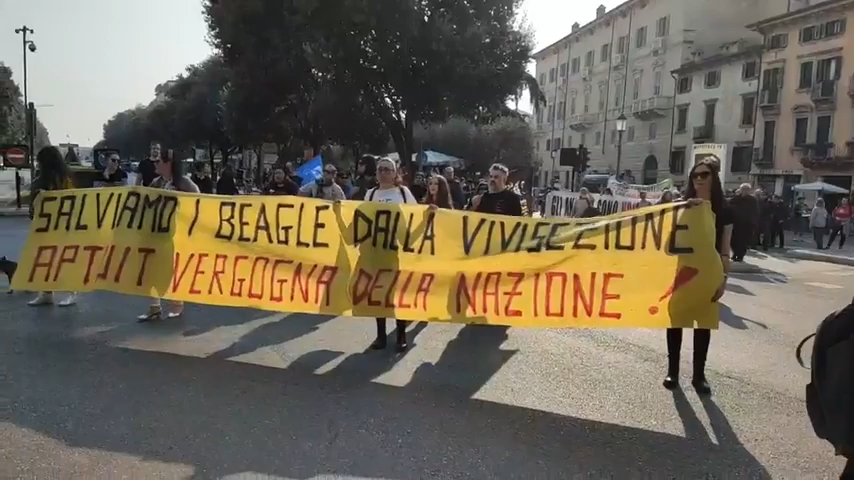 SALVIAMO I BEAGLE DALLA VIVISEZIONE
APTUIT VERGOGNA DELLA NAZIONE !